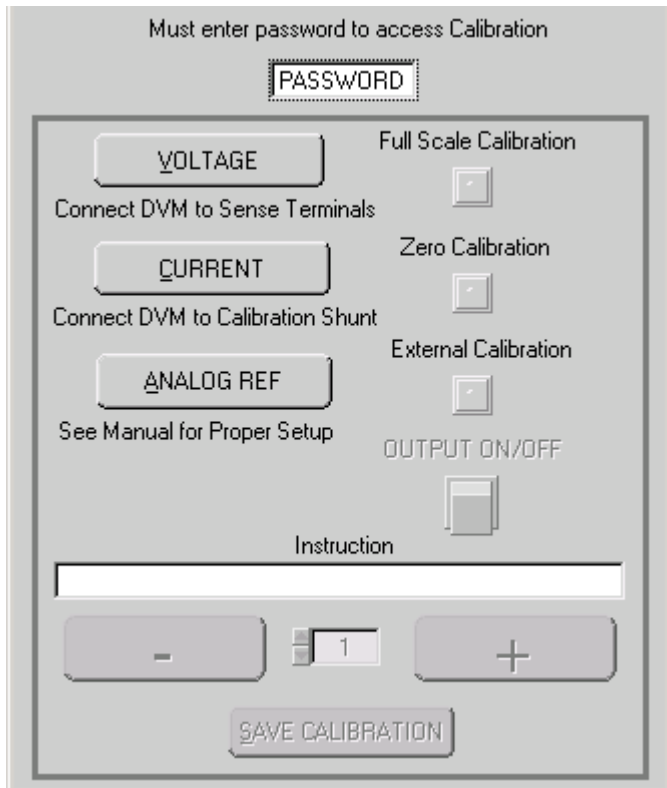 Must enter password to access Calibration
PASSWORD
VOLTAGE
Full Scale Calibration
Connect DVM to Sense Terminals
CURRENT
Zero Calibration
Connect DVM to Calibration Shunt
ANALOG REF
External Calibration
See Manual for Proper Setup
OUTPUT ON/OFF
Instruction
-
1
+
SAVE CALIBRATION